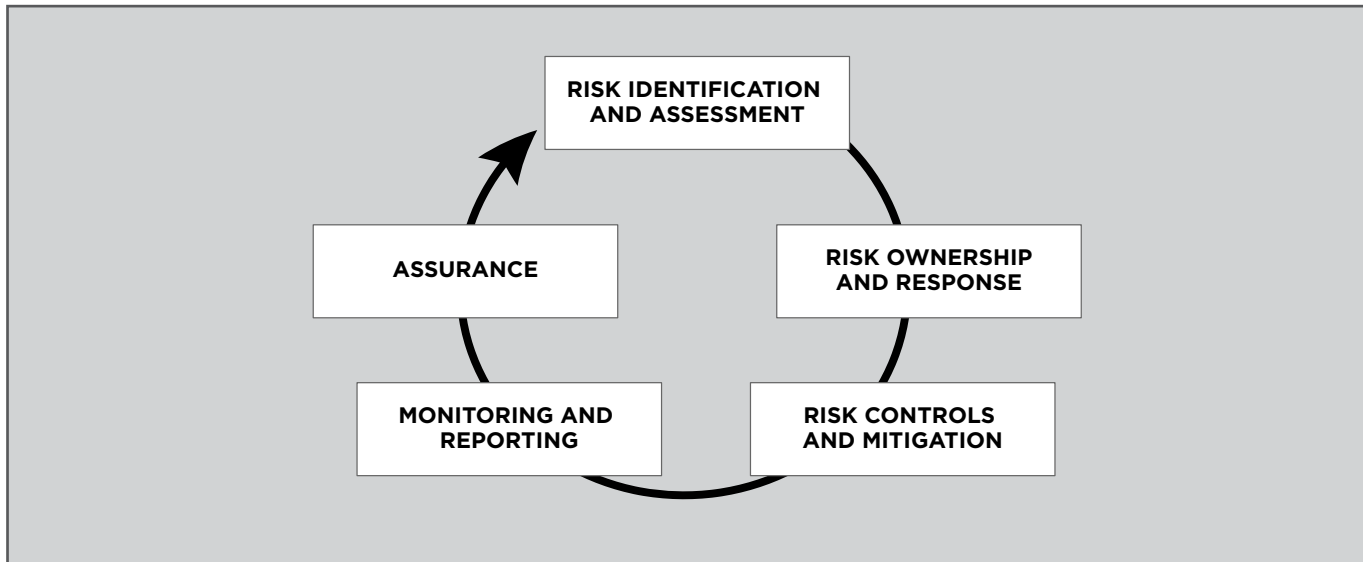 RISK IDENTIFICATION
AND ASSESSMENT
RISK OWNERSHIP
AND RESPONSE
RISK CONTROLS
AND MITIGATION
MONITORING AND
REPORTING
ASSURANCE